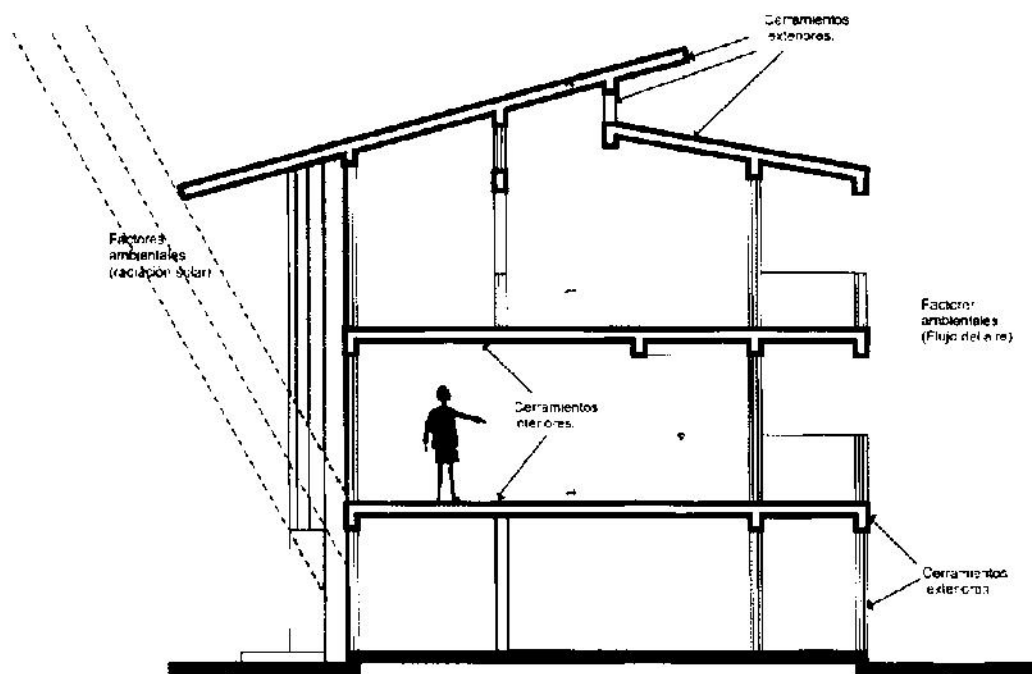 Cerramientos
exteriores.
Factores
ambientales
(radiación solar)
Factores
ambientales
(Flujo del aire)
Cerramientos
interiores.
Cerramientos
exteriores